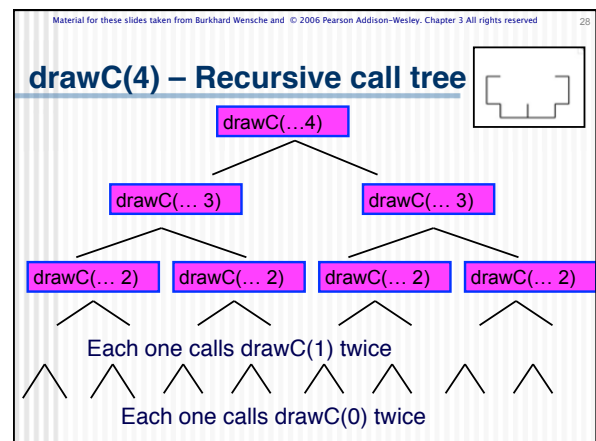 Material for these slides taken from Burkhard Wensche and © 2006 Pearson Addison-Wesley. Chapter 3 All rights reserved
28
drawC(4) – Recursive call tree
drawC(…4)
drawC(… 3) drawC(… 3)
drawC(… 2) drawC(… 2) drawC(… 2) drawC(… 2)
Each one calls drawC(1) twice
Each one calls drawC(0) twice